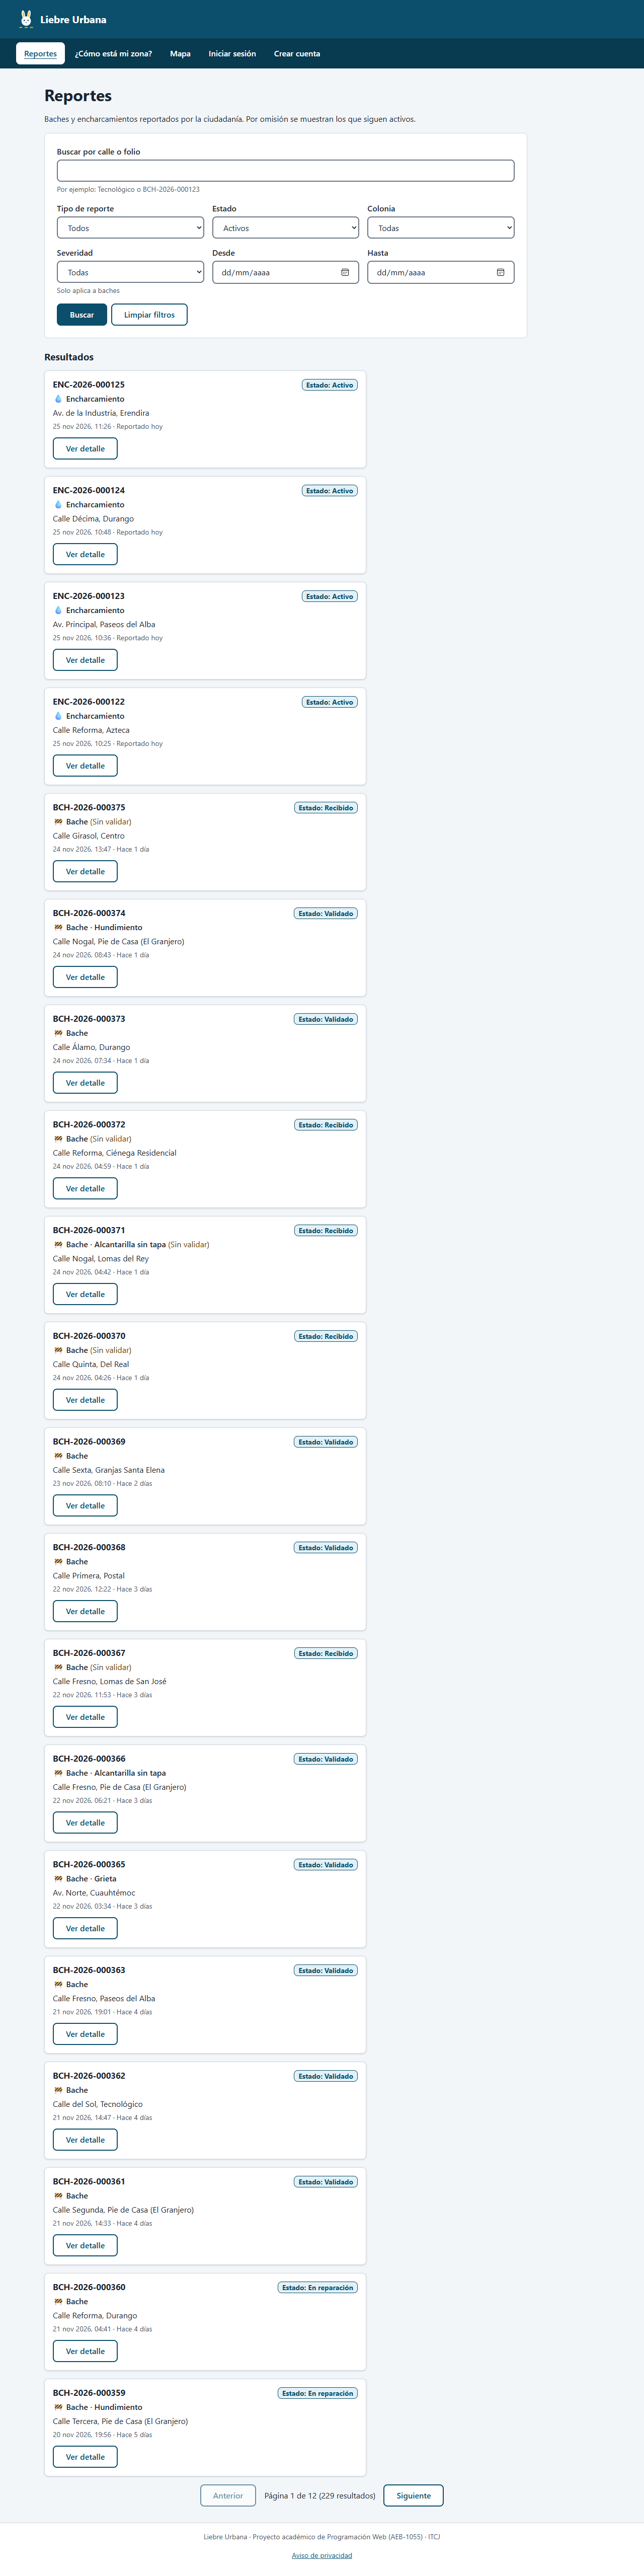 Liebre Urbana
Reportes ¿Cómo está mi zona? Mapa Iniciar sesión Crear cuenta
Reportes
Baches y encharcamientos reportados por la ciudadanía. Por omisión se muestran los que siguen activos.
Buscar por calle o folio
Por ejemplo: Tecnológico o BCH-2026-000123
Tipo de reporte Estado Colonia
Todos Activos Todas
Severidad Desde Hasta
Todas dd/mm/aaaa dd/mm/aaaa
Solo aplica a baches
Buscar Limpiar filtros
Resultados
ENC-2026-000125 Estado: Activo
Encharcamiento
Av. de la Industria, Erendira
25 nov 2026, 11:26 · Reportado hoy
Ver detalle
ENC-2026-000124 Estado: Activo
Encharcamiento
Calle Décima, Durango
25 nov 2026, 10:48 · Reportado hoy
Ver detalle
ENC-2026-000123 Estado: Activo
Encharcamiento
Av. Principal, Paseos del Alba
25 nov 2026, 10:36 · Reportado hoy
Ver detalle
ENC-2026-000122 Estado: Activo
Encharcamiento
Calle Reforma, Azteca
25 nov 2026, 10:25 · Reportado hoy
Ver detalle
BCH-2026-000375 Estado: Recibido
Bache (Sin validar)
Calle Girasol, Centro
24 nov 2026, 13:47 · Hace 1 día
Ver detalle
BCH-2026-000374 Estado: Validado
Bache · Hundimiento
Calle Nogal, Pie de Casa (El Granjero)
24 nov 2026, 08:43 · Hace 1 día
Ver detalle
BCH-2026-000373 Estado: Validado
Bache
Calle Álamo, Durango
24 nov 2026, 07:34 · Hace 1 día
Ver detalle
BCH-2026-000372 Estado: Recibido
Bache (Sin validar)
Calle Reforma, Ciénega Residencial
24 nov 2026, 04:59 · Hace 1 día
Ver detalle
BCH-2026-000371 Estado: Recibido
Bache · Alcantarilla sin tapa (Sin validar)
Calle Nogal, Lomas del Rey
24 nov 2026, 04:42 · Hace 1 día
Ver detalle
BCH-2026-000370 Estado: Recibido
Bache (Sin validar)
Calle Quinta, Del Real
24 nov 2026, 04:26 · Hace 1 día
Ver detalle
BCH-2026-000369 Estado: Validado
Bache
Calle Sexta, Granjas Santa Elena
23 nov 2026, 08:10 · Hace 2 días
Ver detalle
BCH-2026-000368 Estado: Validado
Bache
Calle Primera, Postal
22 nov 2026, 12:22 · Hace 3 días
Ver detalle
BCH-2026-000367 Estado: Recibido
Bache (Sin validar)
Calle Fresno, Lomas de San José
22 nov 2026, 11:53 · Hace 3 días
Ver detalle
BCH-2026-000366 Estado: Validado
Bache · Alcantarilla sin tapa
Calle Fresno, Pie de Casa (El Granjero)
22 nov 2026, 06:21 · Hace 3 días
Ver detalle
BCH-2026-000365 Estado: Validado
Bache · Grieta
Av. Norte, Cuauhtémoc
22 nov 2026, 03:34 · Hace 3 días
Ver detalle
BCH-2026-000363 Estado: Validado
Bache
Calle Fresno, Paseos del Alba
21 nov 2026, 19:01 · Hace 4 días
Ver detalle
BCH-2026-000362 Estado: Validado
Bache
Calle del Sol, Tecnológico
21 nov 2026, 14:47 · Hace 4 días
Ver detalle
BCH-2026-000361 Estado: Validado
Bache
Calle Segunda, Pie de Casa (El Granjero)
21 nov 2026, 14:33 · Hace 4 días
Ver detalle
BCH-2026-000360 Estado: En reparación
Bache
Calle Reforma, Durango
21 nov 2026, 04:41 · Hace 4 días
Ver detalle
BCH-2026-000359 Estado: En reparación
Bache · Hundimiento
Calle Tercera, Pie de Casa (El Granjero)
20 nov 2026, 19:56 · Hace 5 días
Ver detalle
Anterior Página 1 de 12 (229 resultados) Siguiente
Liebre Urbana · Proyecto académico de Programación Web (AEB-1055) · ITCJ
Aviso de privacidad